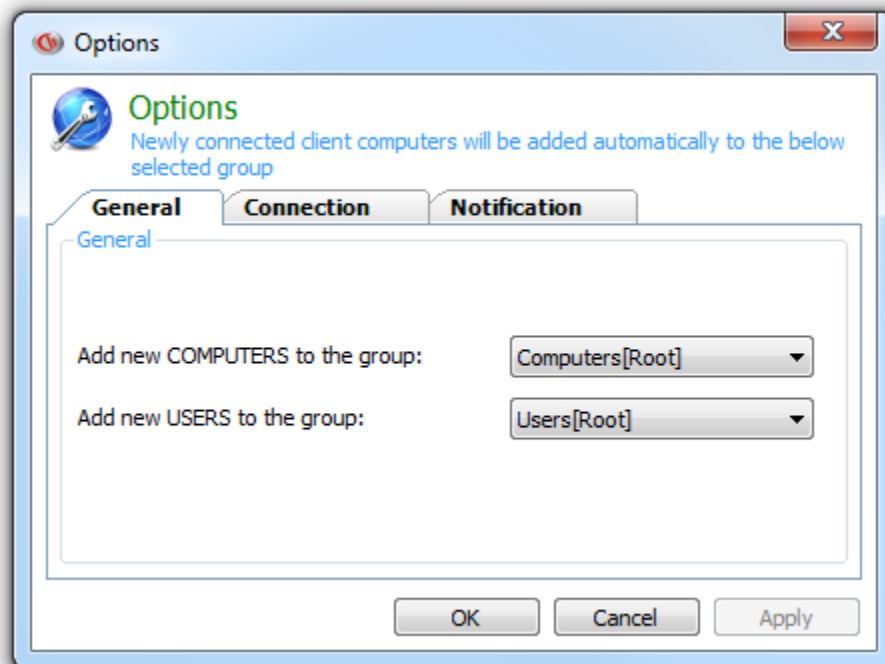 Options
Options
Newly connected client computers will be added automatically to the below
selected group
General Connection Notification
General
Add new COMPUTERS to the group: Computers[Root]
Add new USERS to the group: Users[Root]
OK Cancel Apply